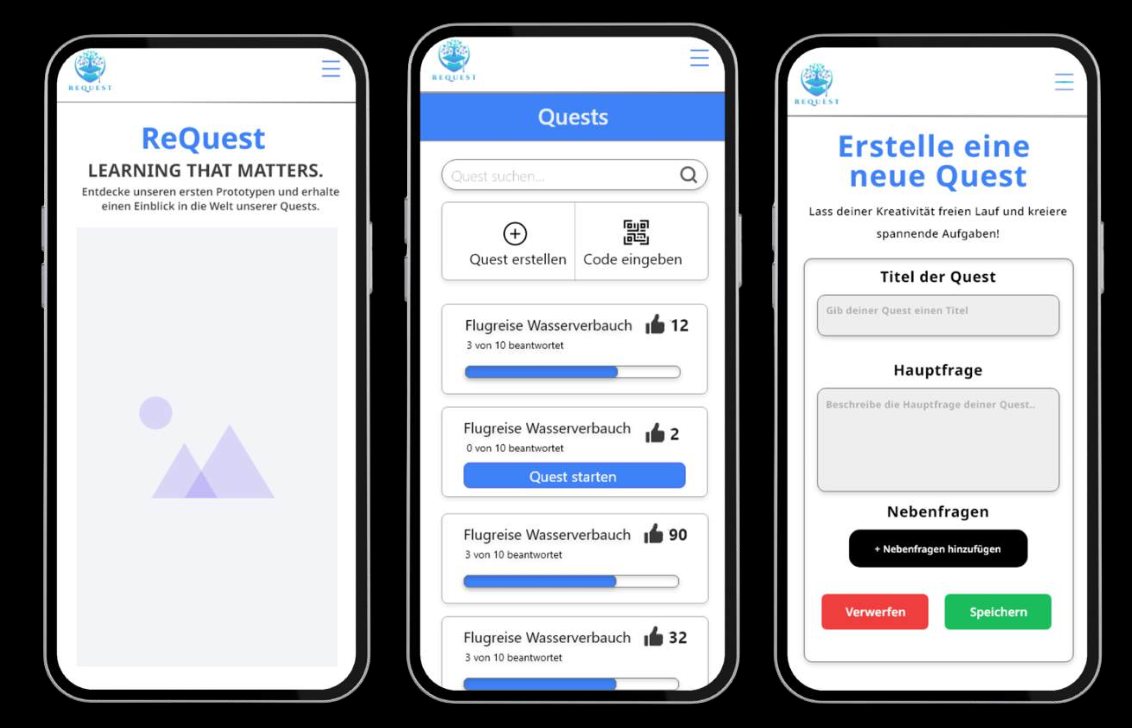 REQUEST
ReQuest
LEARNING THAT MATTERS.
Entdecke unseren ersten Prototypen und erhalte
einen Einblick in die Welt unserer Quests.
REQUEST
Quests
Quest suchen...
Quest erstellen
Code eingeben
Flugreise Wasserverbauch 12
3 von 10 beantwortet
Flugreise Wasserverbauch 2
0 von 10 beantwortet
Quest starten
Flugreise Wasserverbauch 90
3 von 10 beantwortet
Flugreise Wasserverbauch 32
3 von 10 beantwortet
REQUEST
Erstelle eine
neue Quest
Lass deiner Kreativität freien Lauf und kreiere
spannende Aufgaben!
Titel der Quest
Gib deiner Quest einen Titel
Hauptfrage
Beschreibe die Hauptfrage deiner Quest..
Nebenfragen
+ Nebenfragen hinzufügen
Verwerfen
Speichern